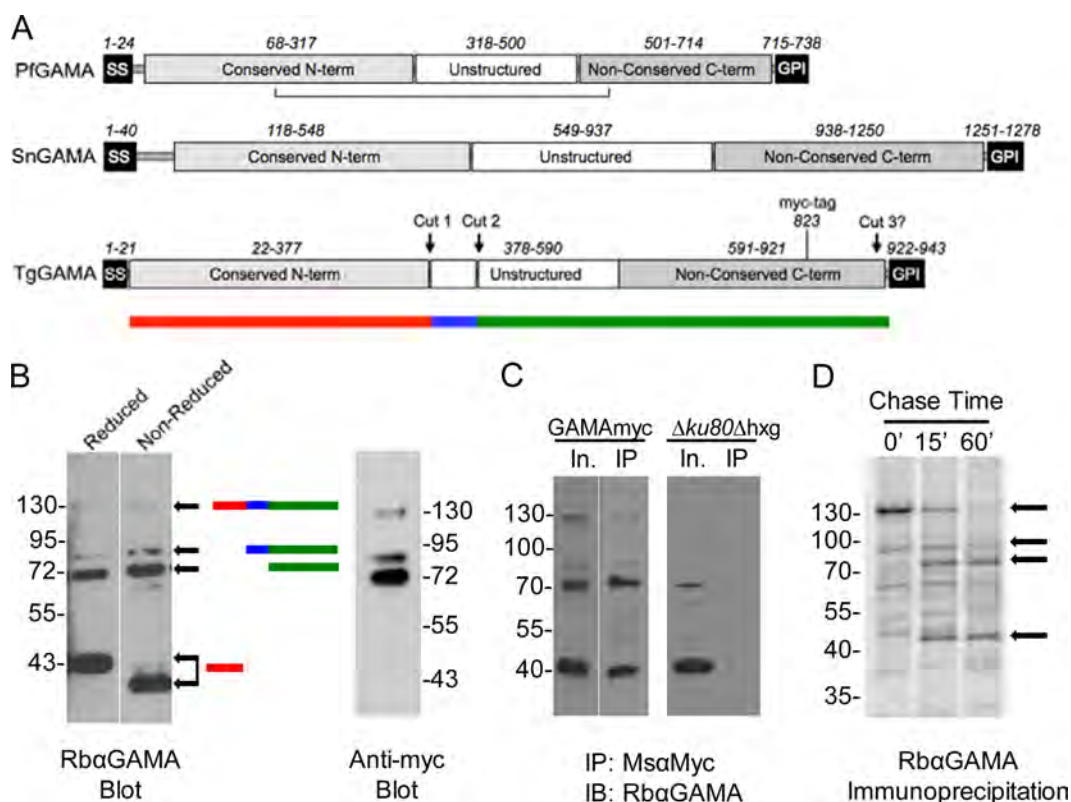 A
1-24 68-317 318-500 501-714 715-738
PfGAMA SS Conserved N-term Unstructured Non-Conserved C-term GPI
1-40 118-548 549-937 938-1250 1251-1278
SnGAMA SS Conserved N-term Unstructured Non-Conserved C-term GPI
myc-tag
Cut 1 Cut 2 823 Cut 3?
1-21 22-377 378-590 591-921 922-943
TgGAMA SS Conserved N-term Unstructured Non-Conserved C-term GPI
B
Reduced
Non-Reduced
130-
95-
72-
55-
43-
RbαGAMA
Blot
-130
-95
-72
-55
-43
Anti-myc
Blot
C
GAMAmyc Δku80Δhxg
In. IP In. IP
130-
100-
70-
55-
40-
IP: MsαMyc
IB: RbαGAMA
D
Chase Time
0' 15' 60'
130-
100-
70-
50-
40-
35-
RbαGAMA
Immunoprecipitation